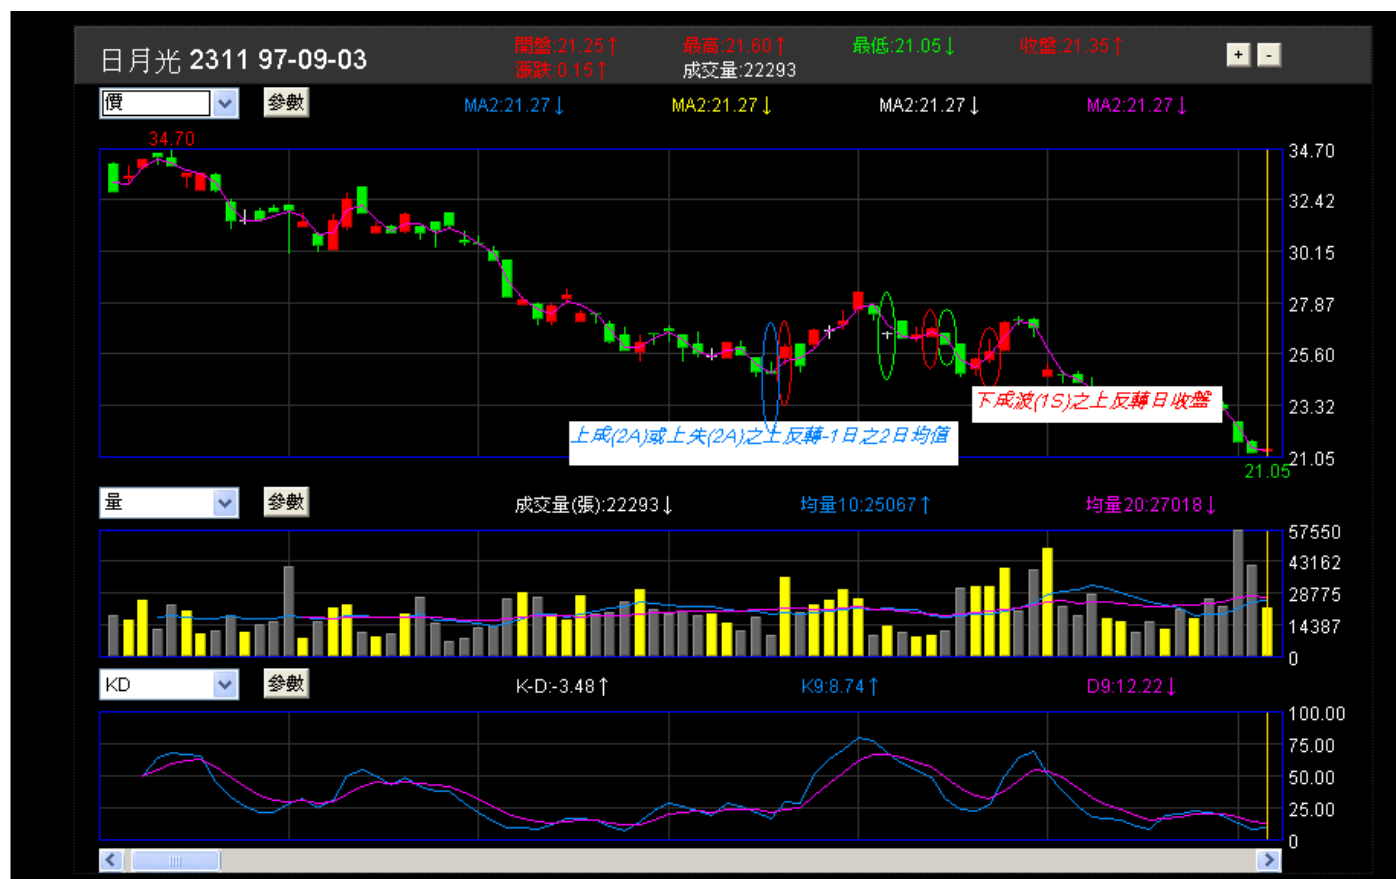 日月光 2311 97-09-03
開盤:21.25↑ 最高:21.60↑ 最低:21.05↓ 收盤:21.35↑
漲跌:0.15↑ 成交量:22293
+ -
價 參數 MA2:21.27↓ MA2:21.27↓ MA2:21.27↓ MA2:21.27↓
34.70
34.70
32.42
30.15
27.87
25.60
23.32
21.05
下成波(1S)之上反轉日收盤
上成(2A)或上失(2A)之上反轉-1日之2日均值
21.05
量 參數 成交量(張):22293↓ 均量10:25067↑ 均量20:27018↓
57550
43162
28775
14387
0
KD 參數 K-D:-3.48↑ K9:8.74↑ D9:12.22↓
100.00
75.00
50.00
25.00
0